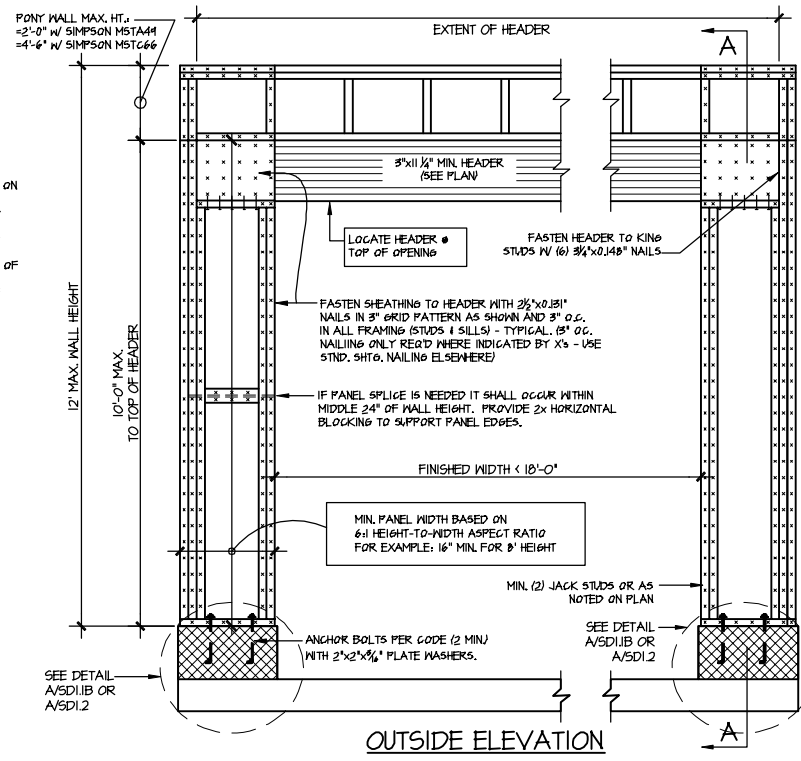 PONY WALL MAX. HT.:
=2'-0" W/ SIMPSON MSTA49
=4'-6" W/ SIMPSON MSTC66
EXTENT OF HEADER
A
ON
OF
3"x11 1/4" MIN. HEADER
(SEE PLAN)
LOCATE HEADER @
TOP OF OPENING
FASTEN HEADER TO KING
STUDS W/ (6) 3 1/4"x0.148" NAILS
FASTEN SHEATHING TO HEADER WITH 2 1/2"x0.131"
NAILS IN 3" GRID PATTERN AS SHOWN AND 3" O.C.
IN ALL FRAMING (STUDS & SILLS) - TYPICAL. (3" OC.
NAILIING ONLY REQ'D WHERE INDICATED BY X's - USE
STND. SHTG. NAILING ELSEWHERE)
12' MAX. WALL HEIGHT
10'-0" MAX.
TO TOP OF HEADER
IF PANEL SPLICE IS NEEDED IT SHALL OCCUR WITHIN
MIDDLE 24" OF WALL HEIGHT. PROVIDE 2x HORIZONTAL
BLOCKING TO SUPPORT PANEL EDGES.
FINISHED WIDTH < 18'-0"
MIN. PANEL WIDTH BASED ON
6:1 HEIGHT-TO-WIDTH ASPECT RATIO
FOR EXAMPLE: 16" MIN. FOR 8' HEIGHT
MIN. (2) JACK STUDS OR AS
NOTED ON PLAN
SEE DETAIL
A/SD1.1B OR
A/SD1.2
ANCHOR BOLTS PER CODE (2 MIN.)
WITH 2"x2"x3/16" PLATE WASHERS.
SEE DETAIL
A/SD1.1B OR
A/SD1.2
A
OUTSIDE ELEVATION